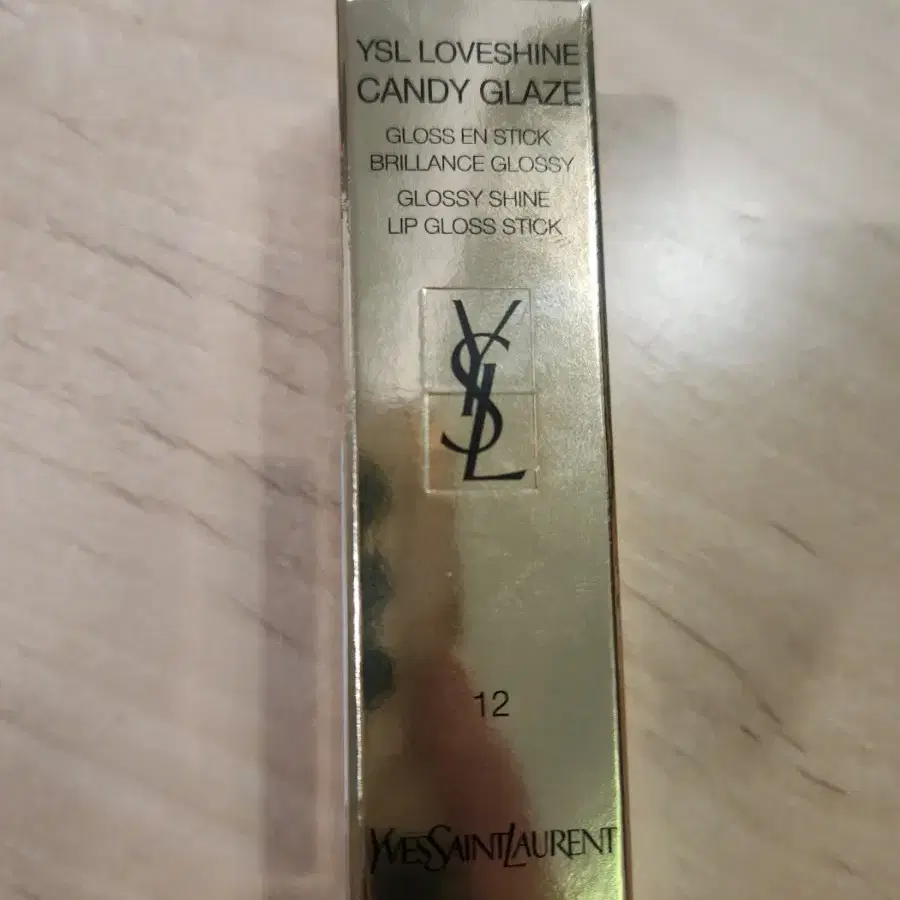 YSL LOVESHINE
CANDY GLAZE
GLOSS EN STICK
BRILLANCE GLOSSY
GLOSSY SHINE
LIP GLOSS STICK
YSL
12
YVESSAINTLAURENT